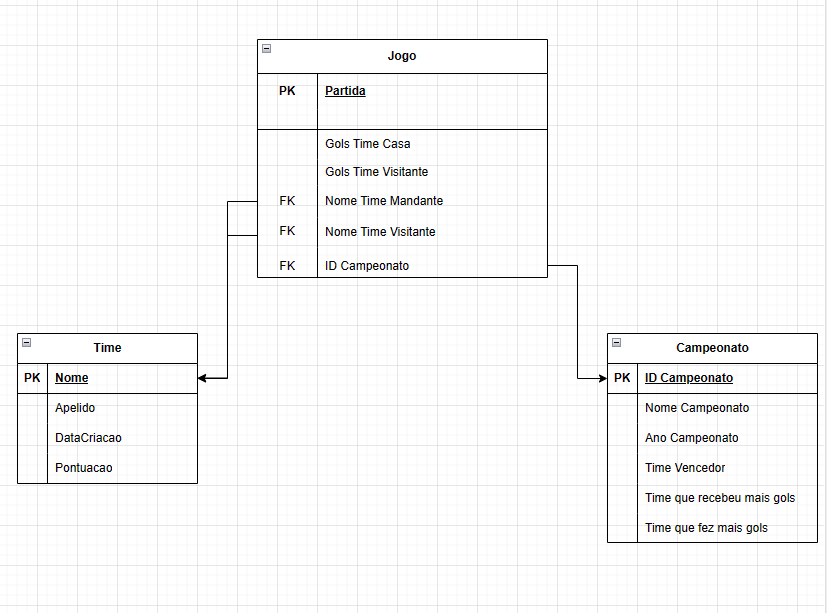 Jogo
PK Partida
Gols Time Casa
Gols Time Visitante
FK Nome Time Mandante
FK Nome Time Visitante
FK ID Campeonato
Time
PK Nome
Apelido
DataCriacao
Pontuacao
Campeonato
PK ID Campeonato
Nome Campeonato
Ano Campeonato
Time Vencedor
Time que recebeu mais gols
Time que fez mais gols